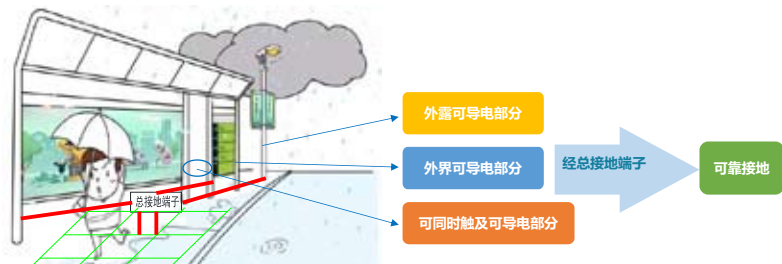 外露可导电部分
外界可导电部分
经总接地端子
可靠接地
总接地端子
可同时触及可导电部分